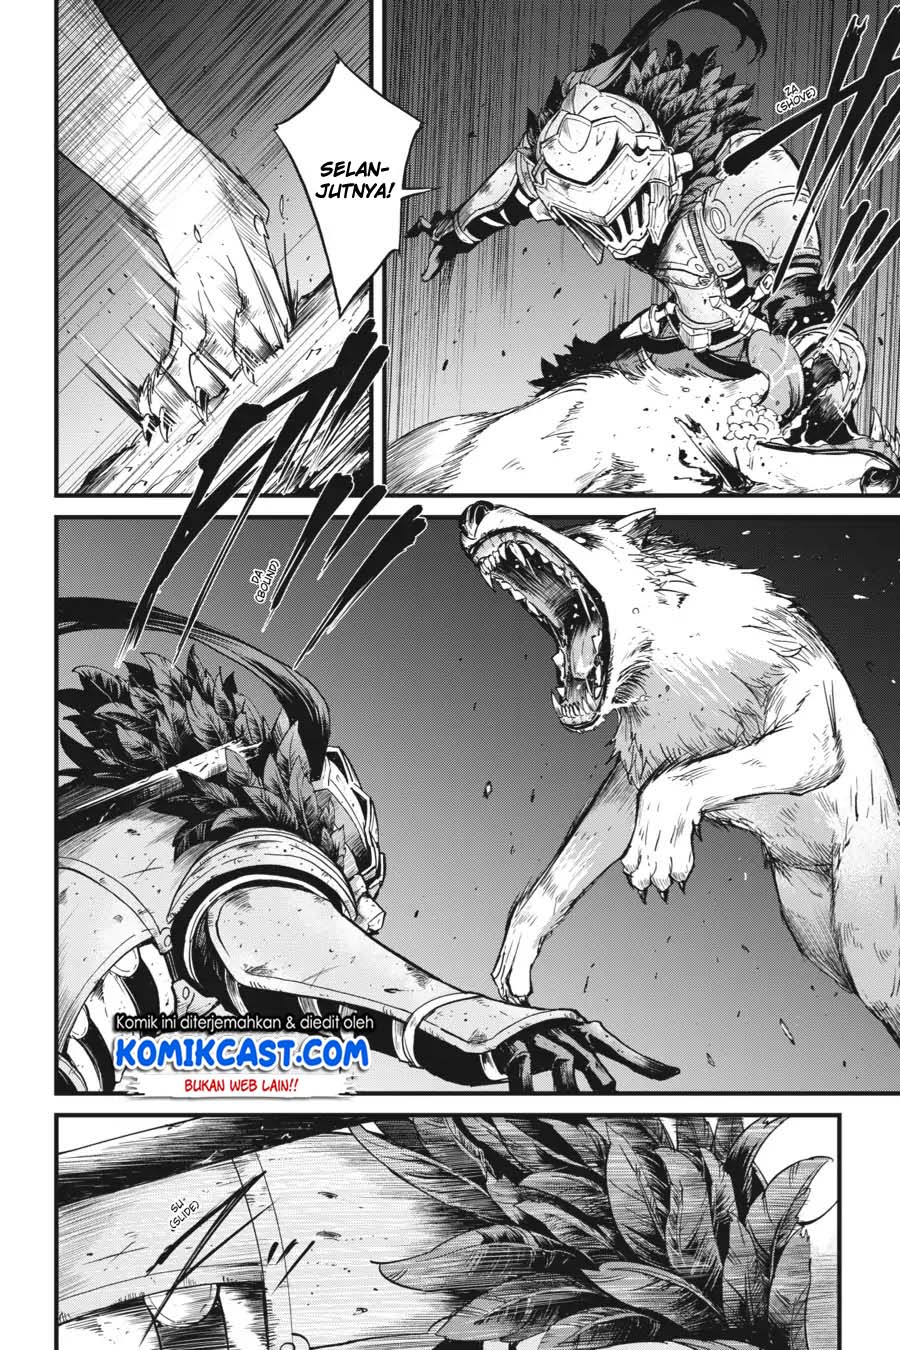 ZA
(SHOVE)
SELAN-
JUTNYA!
DA
(BOUND)
Komik ini diterjemahkan & diedit oleh
KOMIKCAST.COM
BUKAN WEB LAIN!!
SU-
(SLIDE)